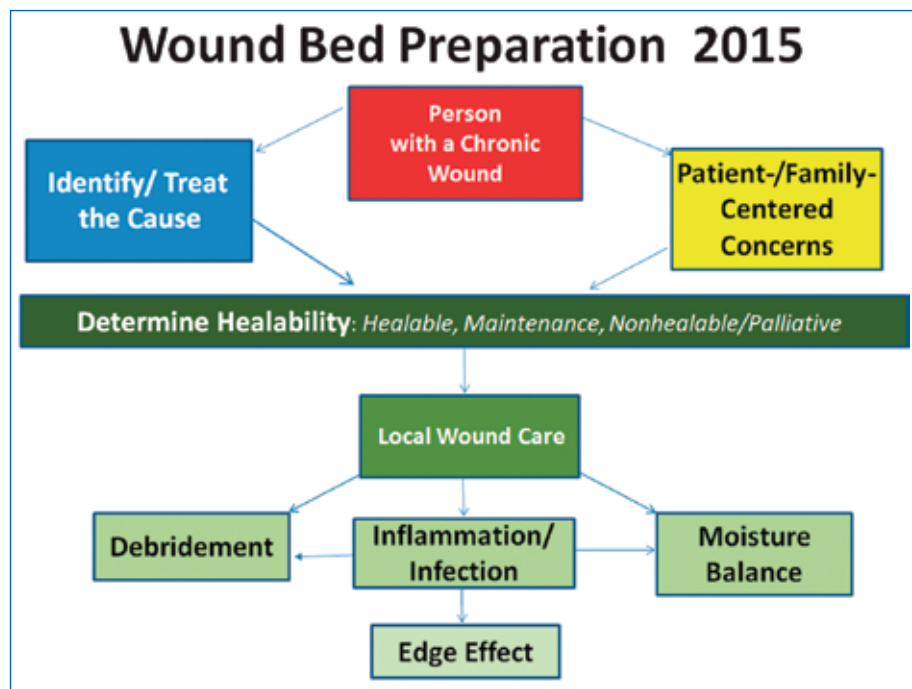 Wound Bed Preparation 2015
Person
with a Chronic
Wound
Identify/ Treat
the Cause
Patient-/Family-
Centered
Concerns
Determine Healability: Healable, Maintenance, Nonhealable/Palliative
Local Wound Care
Debridement
Inflammation/
Infection
Moisture
Balance
Edge Effect